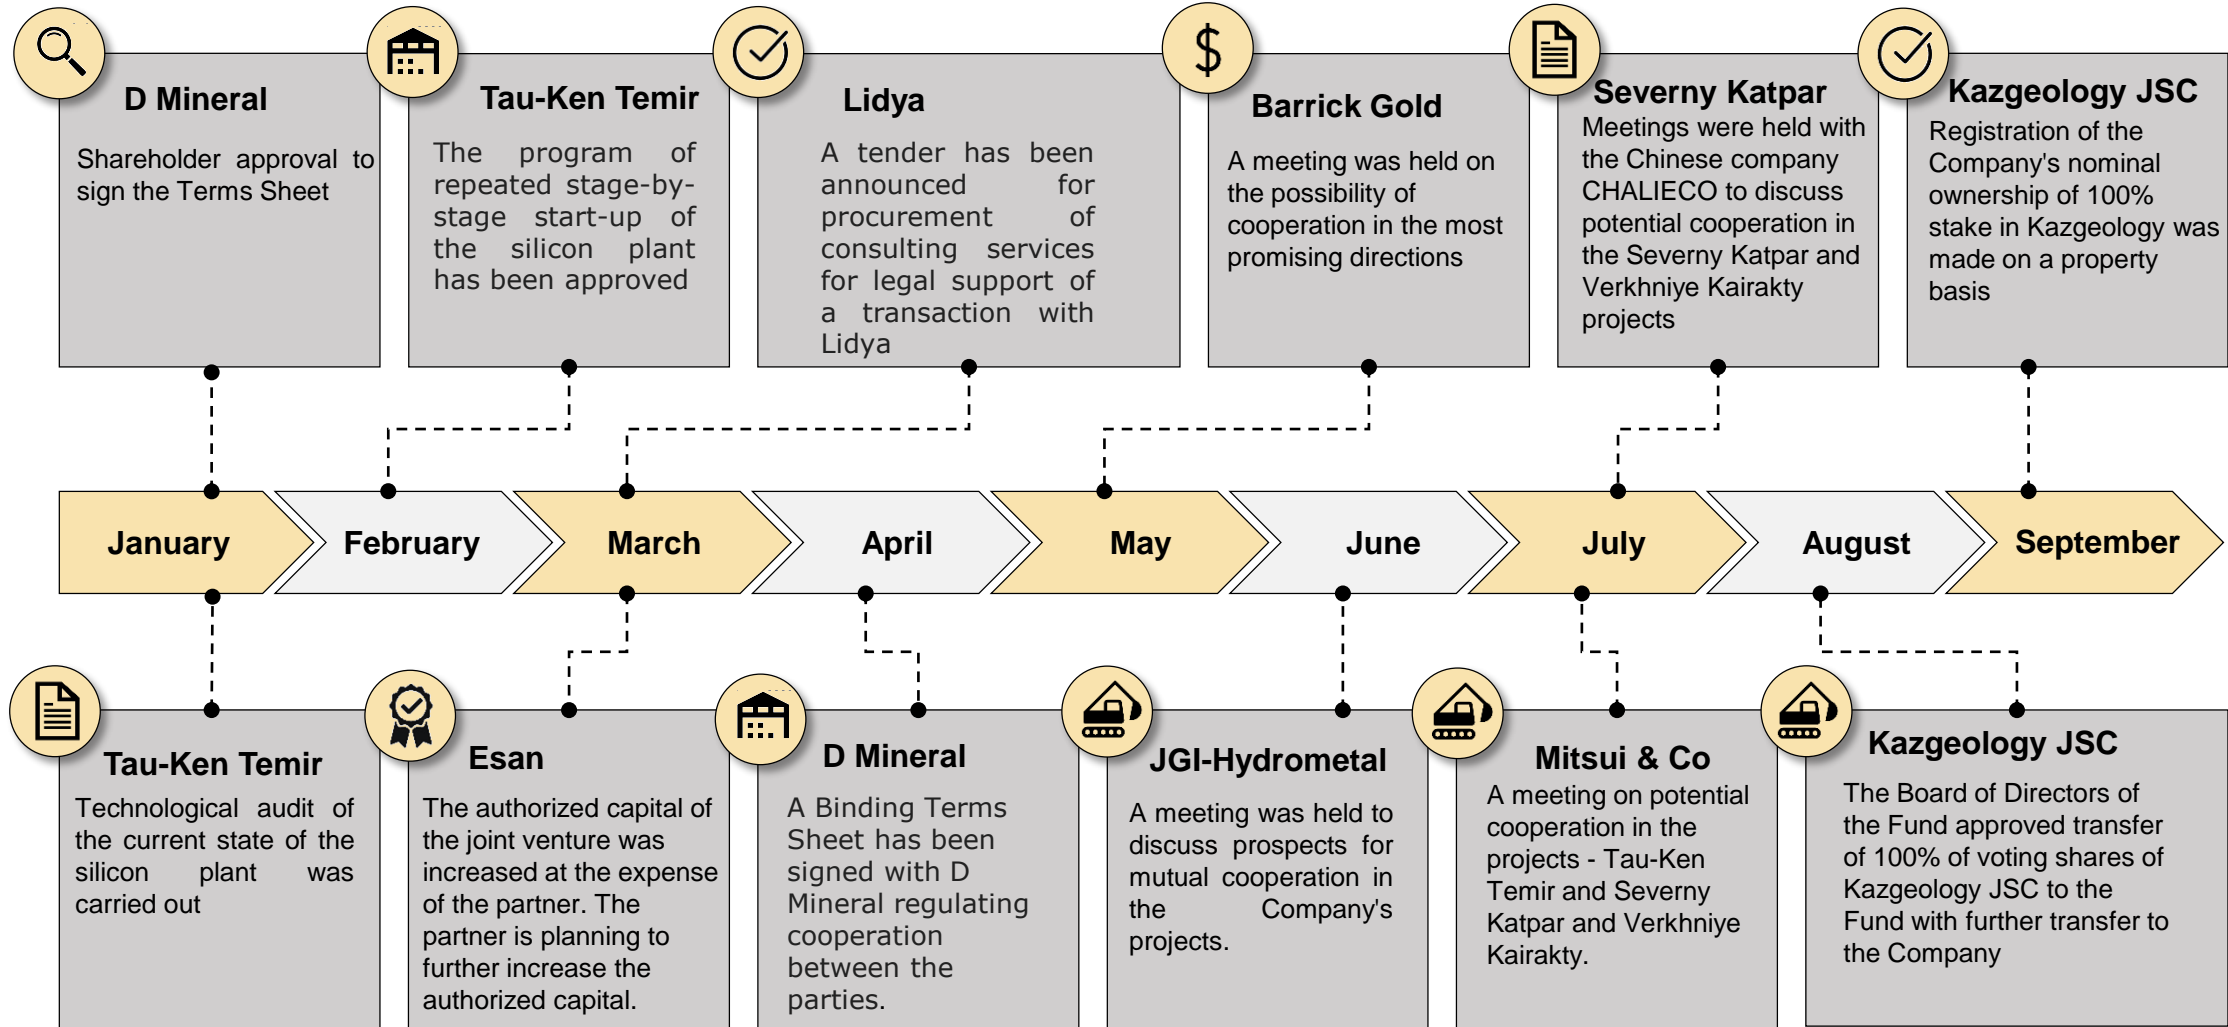 D Mineral
Shareholder approval to
sign the Terms Sheet
Tau-Ken Temir
The program of
repeated stage-by-
stage start-up of
the silicon plant
has been approved
Lidya
A tender has been
announced for
procurement of
consulting services
for legal support of
a transaction with
Lidya
Barrick Gold
A meeting was held on
the possibility of
cooperation in the most
promising directions
Severny Katpar
Meetings were held with
the Chinese company
CHALIECO to discuss
potential cooperation in
the Severny Katpar and
Verkhniye Kairakty
projects
Kazgeology JSC
Registration of the
Company's nominal
ownership of 100%
stake in Kazgeology was
made on a property
basis
January
February
March
April
May
June
July
August
September
Tau-Ken Temir
Technological audit of
the current state of the
silicon plant was
carried out
Esan
The authorized capital of
the joint venture was
increased at the expense
of the partner. The
partner is planning to
further increase the
authorized capital.
D Mineral
A Binding Terms
Sheet has been
signed with D
Mineral regulating
cooperation
between the
parties.
JGI-Hydrometal
A meeting was held to
discuss prospects for
mutual cooperation in
the Company's
projects.
Mitsui & Co
A meeting on potential
cooperation in the
projects - Tau-Ken
Temir and Severny
Katpar and Verkhniye
Kairakty.
Kazgeology JSC
The Board of Directors of
the Fund approved transfer
of 100% of voting shares of
Kazgeology JSC to the
Fund with further transfer to
the Company